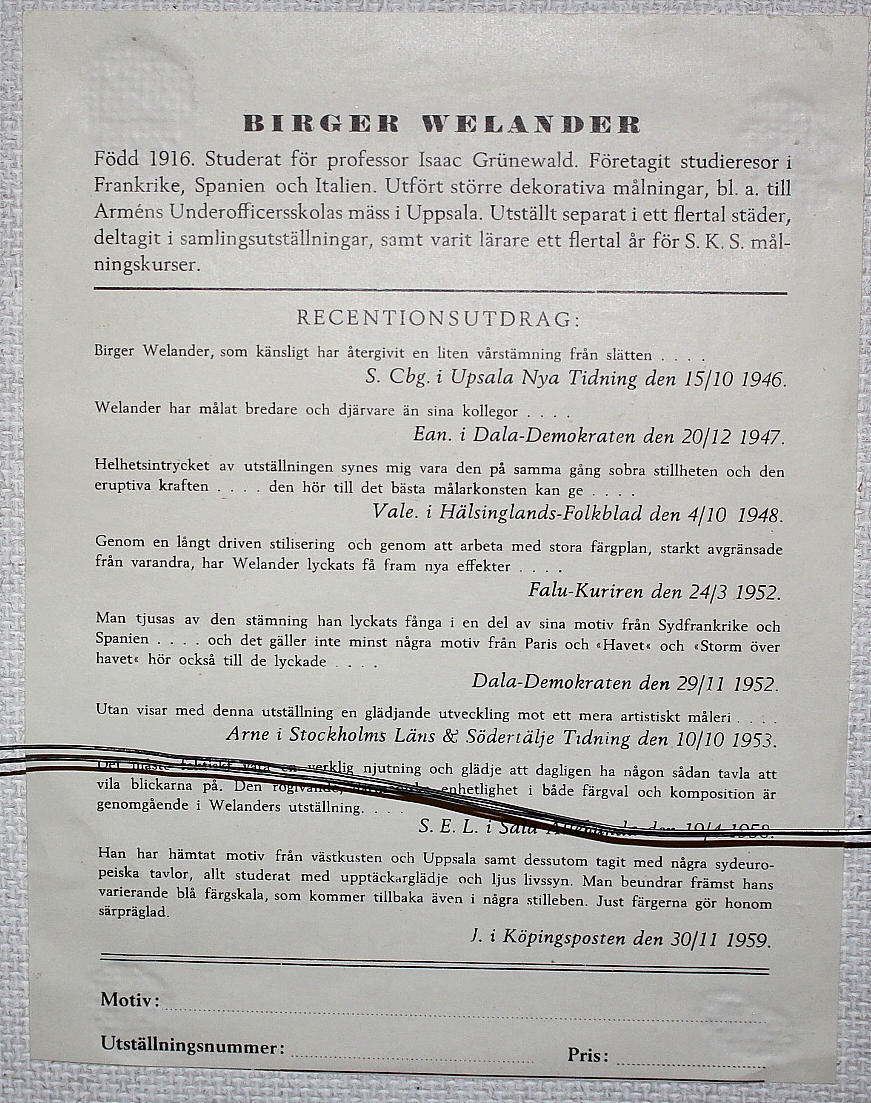 BIRGER WELANDER
Född 1916. Studerat för professor Isaac Grünewald. Företagit studieresor i
Frankrike, Spanien och Italien. Utfört större dekorativa målningar, bl. a. till
Arméns Underofficersskolas mäss i Uppsala. Utställt separat i ett flertal städer,
deltagit i samlingsutställningar, samt varit lärare ett flertal år för S. K. S. mål-
ningskurser.
RECENTIONSUTDRAG:
Birger Welander, som känsligt har återgivit en liten vårstämning från slätten . . . .
S. Cbg. i Upsala Nya Tidning den 15/10 1946.
Welander har målat bredare och djärvare än sina kollegor . . . .
Ean. i Dala-Demokraten den 20/12 1947.
Helhetsintrycket av utställningen synes mig vara den på samma gång sobra stillheten och den
eruptiva kraften . . . . den hör till det bästa målarkonsten kan ge . . . .
Vale. i Hälsinglands-Folkblad den 4/10 1948.
Genom en långt driven stilisering och genom att arbeta med stora färgplan, starkt avgränsade
från varandra, har Welander lyckats få fram nya effekter . . . .
Falu-Kuriren den 24/3 1952.
Man tjusas av den stämning han lyckats fånga i en del av sina motiv från Sydfrankrike och
Spanien . . . . och det gäller inte minst några motiv från Paris och «Havet« och «Storm över
havet« hör också till de lyckade . . . .
Dala-Demokraten den 29/11 1952.
Utan visar med denna utställning en glädjande utveckling mot ett mera artistiskt måleri . . . .
Arne i Stockholms Läns & Södertälje Tidning den 10/10 1953.
Det måste faktiskt vara en verklig njutning och glädje att dagligen ha någon sådan tavla att
vila blickarna på. Den rogivande, enhetlighet i både färgval och komposition är
genomgående i Welanders utställning. . . .
S. E. L. i Sala Allehanda den 19/4 1958.
Han har hämtat motiv från västkusten och Uppsala samt dessutom tagit med några sydeuro-
peiska tavlor, allt studerat med upptäckarglädje och ljus livssyn. Man beundrar främst hans
varierande blå färgskala, som kommer tillbaka även i några stilleben. Just färgerna gör honom
särpräglad.
J. i Köpingsposten den 30/11 1959.
Motiv:
Utställningsnummer: Pris: